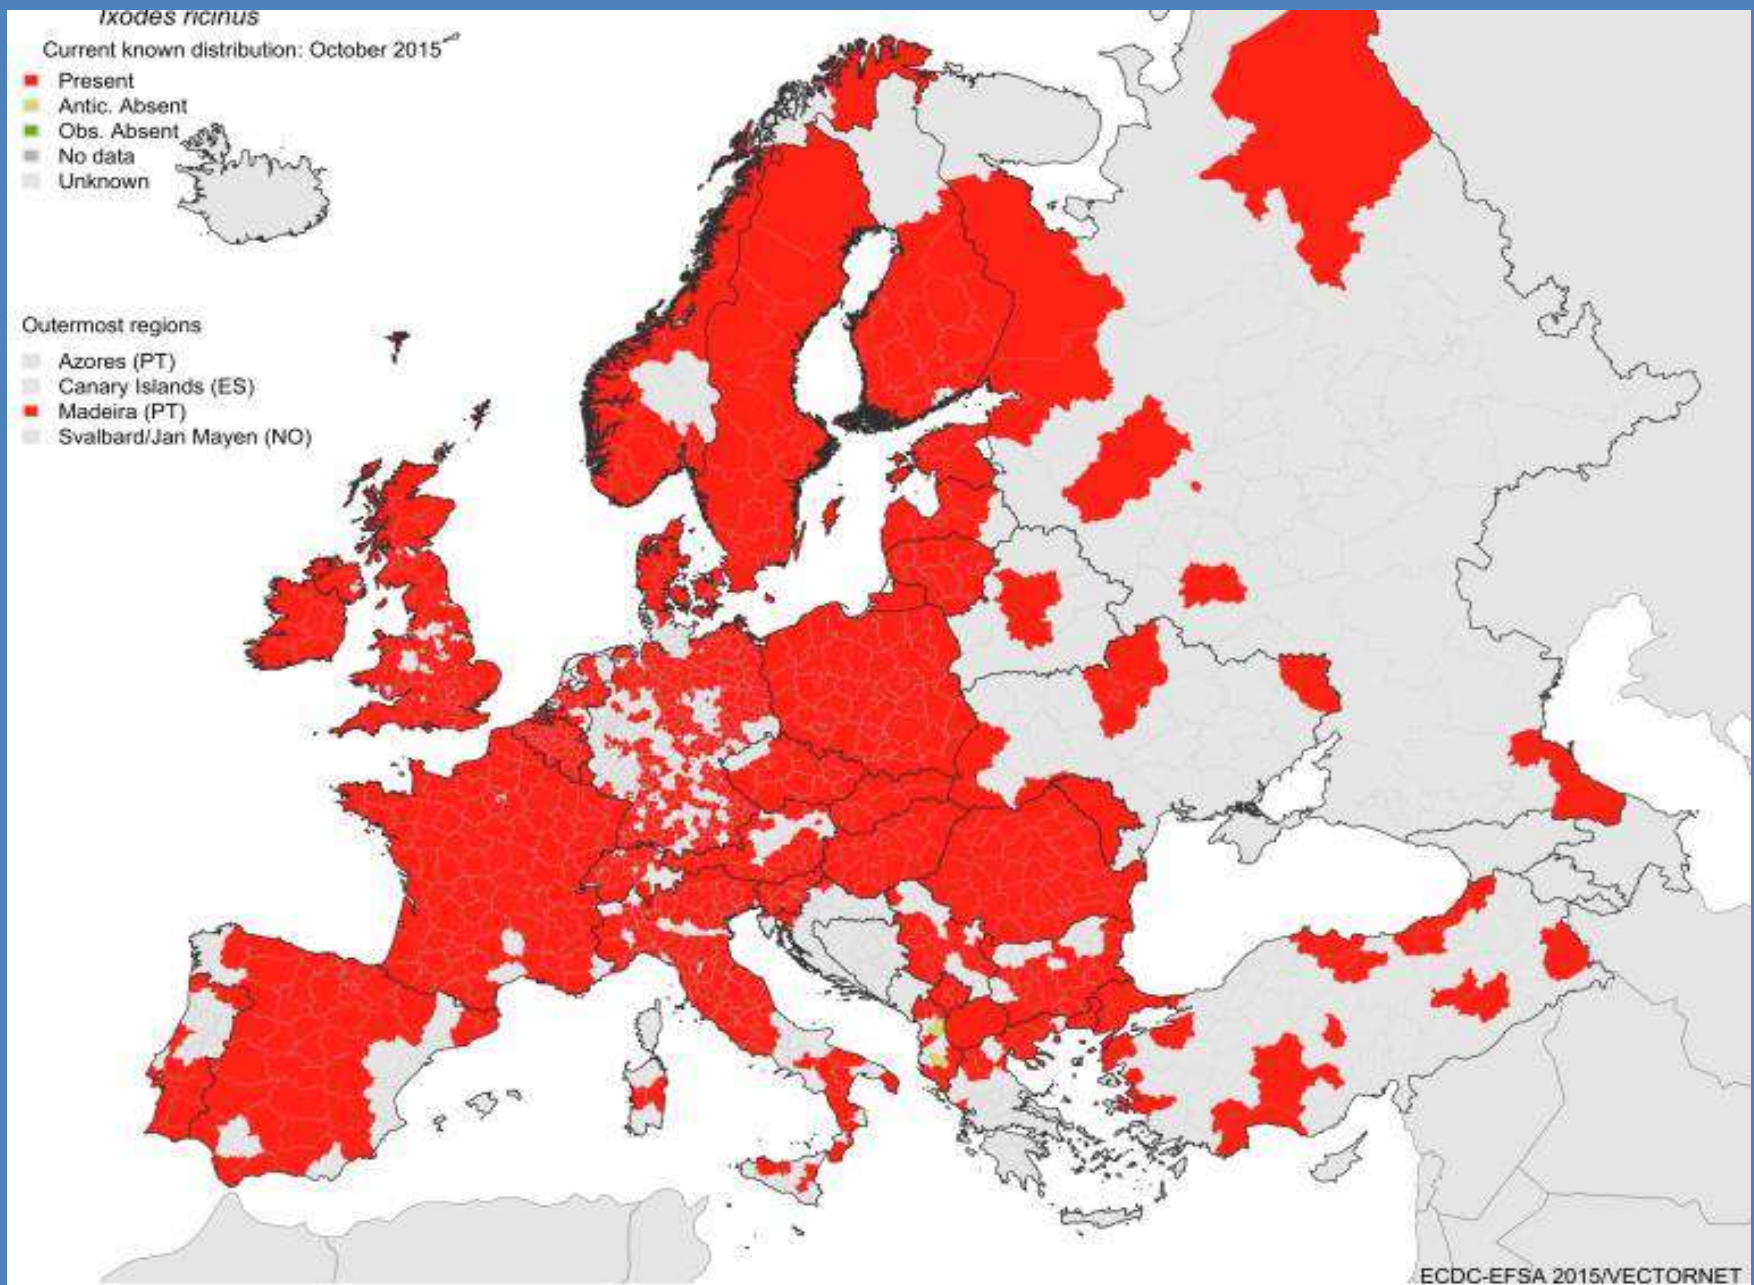 Ixodes ricinus
Current known distribution: October 2015
Present
Antic. Absent
Obs. Absent
No data
Unknown
Outermost regions
Azores (PT)
Canary Islands (ES)
Madeira (PT)
Svalbard/Jan Mayen (NO)
ECDC-EFSA 2015/VECTORNET